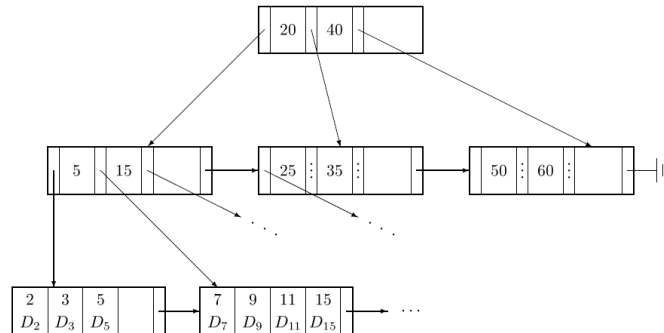 20 40
5 15 25 ⋮ 35 ⋮ 50 ⋮ 60 ⋮
⋱ ⋱
2 3 5 7 9 11 15
D₂ D₃ D₅ D₇ D₉ D₁₁ D₁₅ ⋯